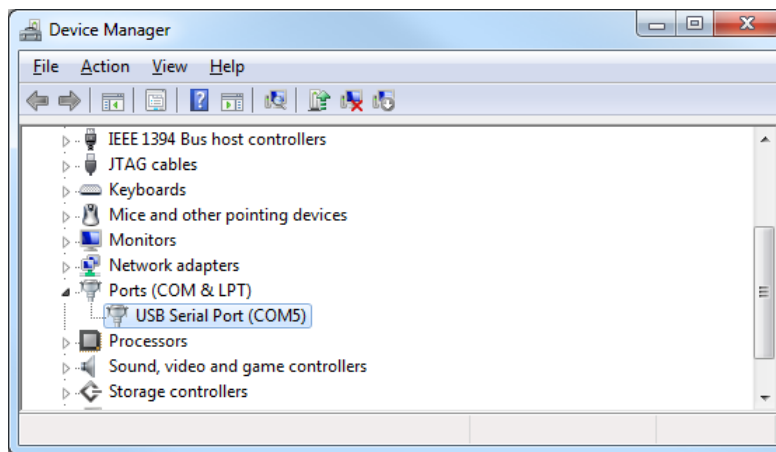 Device Manager
File Action View Help
IEEE 1394 Bus host controllers
JTAG cables
Keyboards
Mice and other pointing devices
Monitors
Network adapters
Ports (COM & LPT)
USB Serial Port (COM5)
Processors
Sound, video and game controllers
Storage controllers